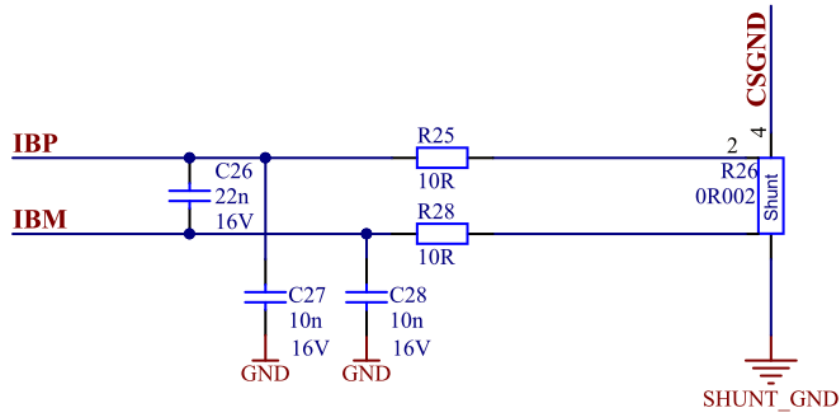 CSGND
IBP
R25
2
4
C26
R26
22n
10R
0R002
Shunt
R28
16V
IBM
10R
C27
C28
10n
10n
16V
16V
GND
GND
SHUNT_GND